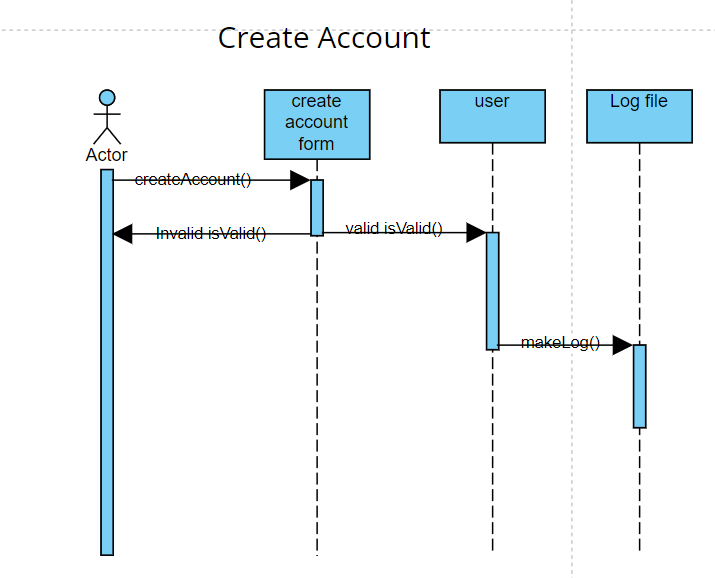 Create Account
create
account
form
user
Log file
Actor
createAccount()
Invalid isValid()
valid isValid()
makeLog()